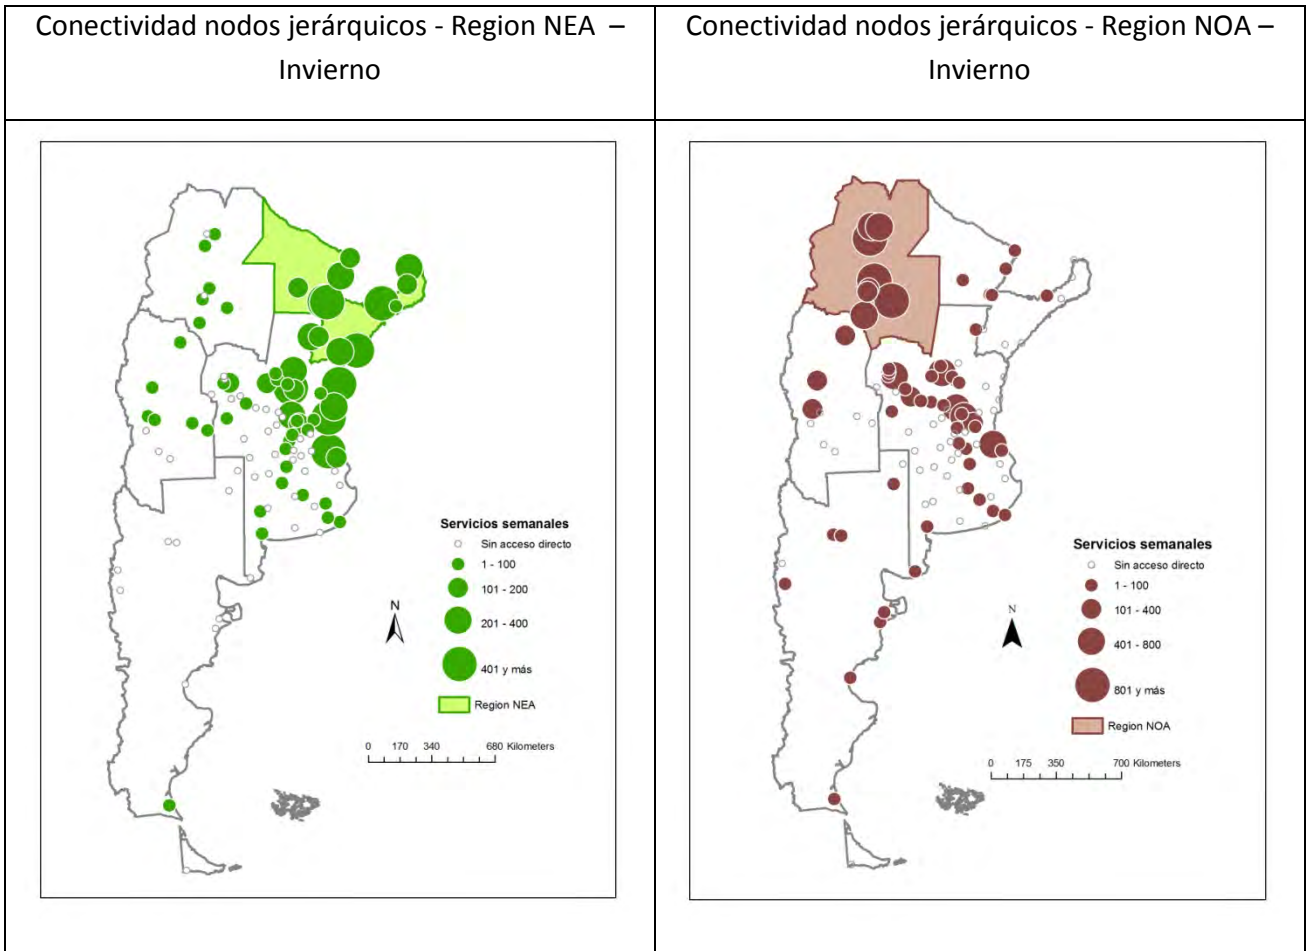 Conectividad nodos jerárquicos - Region NEA –
Invierno
Conectividad nodos jerárquicos - Region NOA –
Invierno
N
Servicios semanales
Sin acceso directo
1 - 100
101 - 200
201 - 400
401 y más
Region NEA
0 170 340 680 Kilometers
N
Servicios semanales
Sin acceso directo
1 - 100
101 - 400
401 - 800
801 y más
Region NOA
0 175 350 700 Kilometers